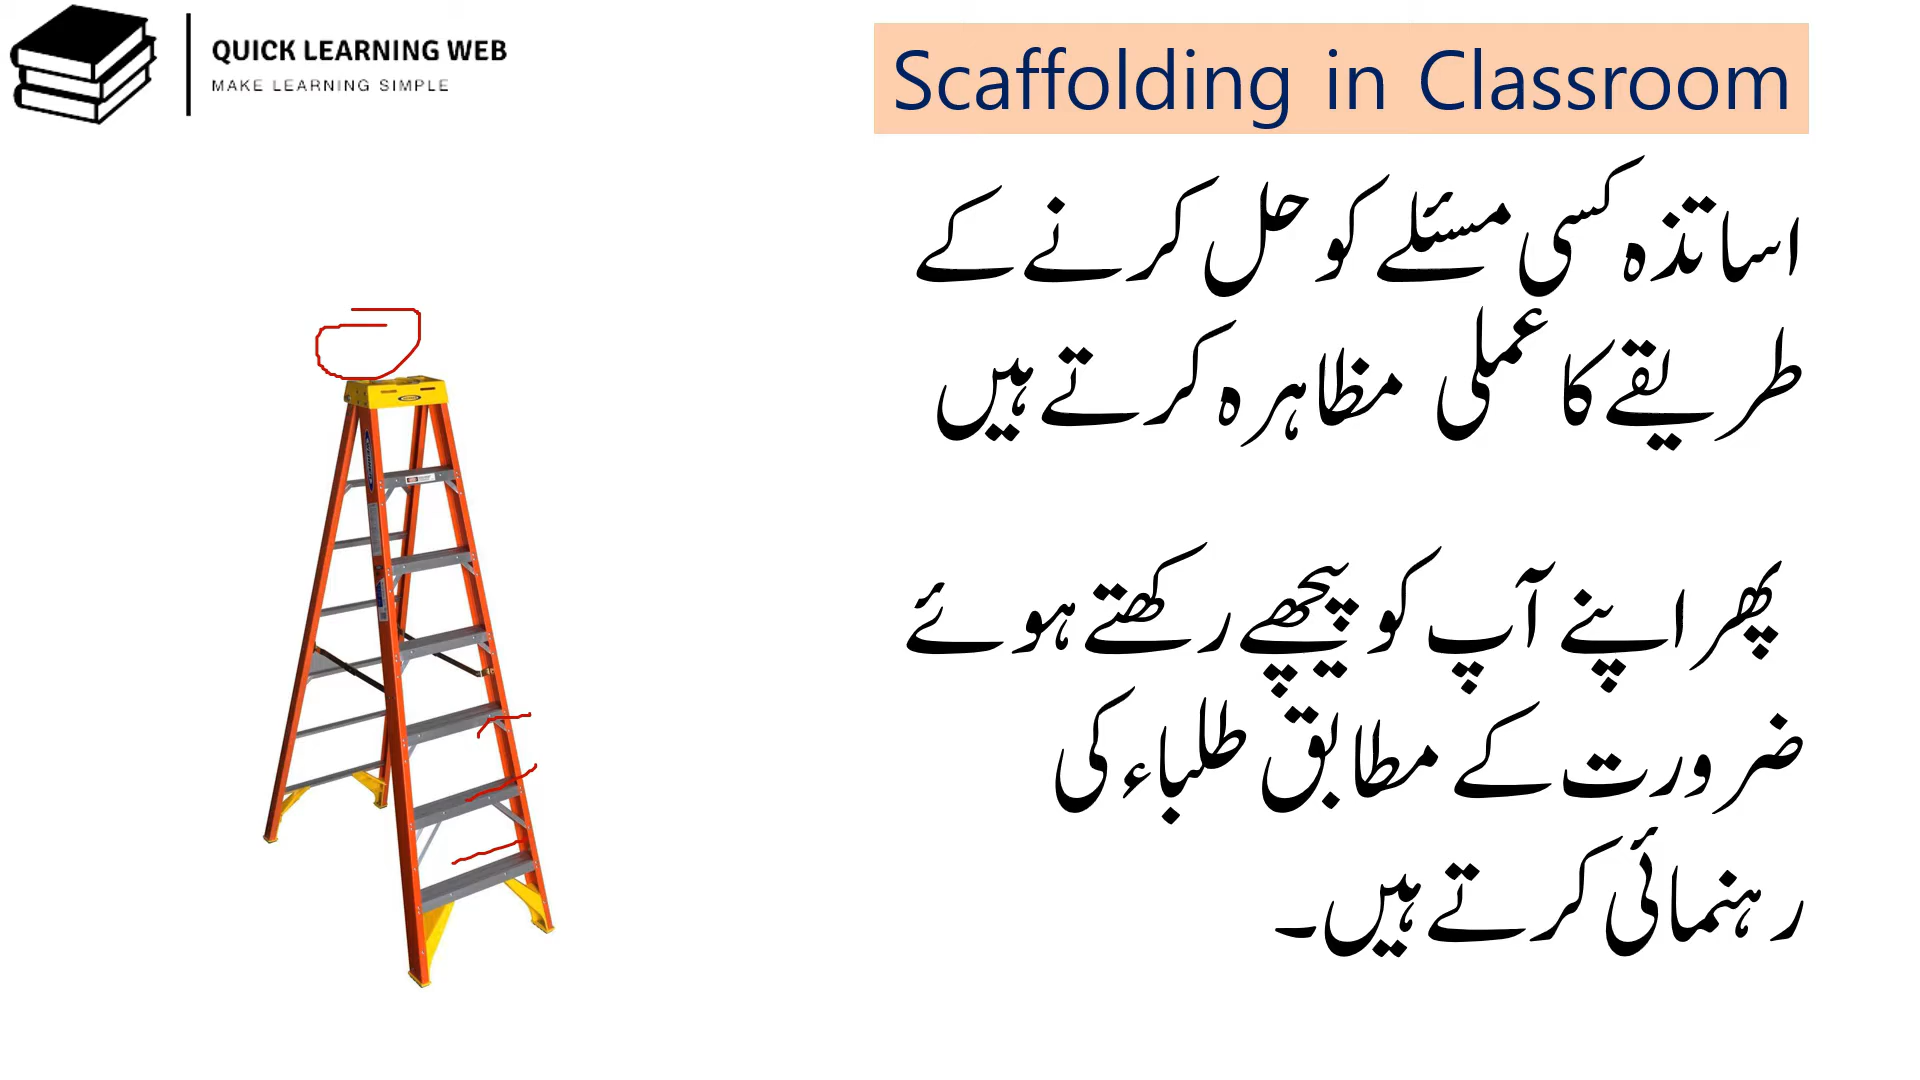 QUICK LEARNING WEB
MAKE LEARNING SIMPLE
Scaffolding in Classroom
اساتذہ کسی مسئلے کو حل کرنے کے
طریقے کا عملی مظاہرہ کرتے ہیں
پھر اپنے آپ کو پیچھے رکھتے ہوئے
ضرورت کے مطابق طلباء کی
رہنمائی کرتے ہیں۔